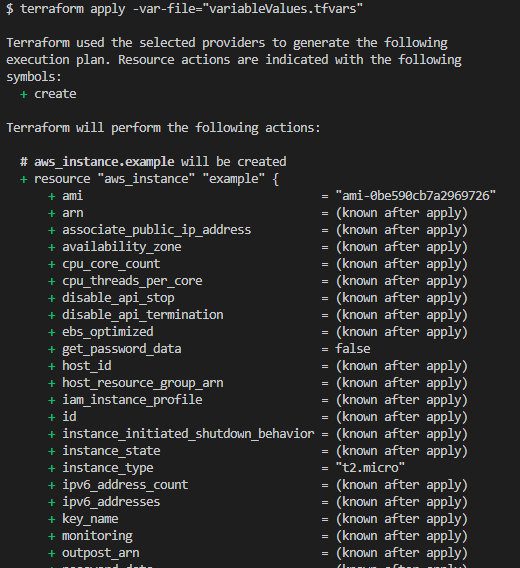 $ terraform apply -var-file="variableValues.tfvars"
Terraform used the selected providers to generate the following
execution plan. Resource actions are indicated with the following
symbols:
+ create
Terraform will perform the following actions:
# aws_instance.example will be created
+ resource "aws_instance" "example" {
+ ami = "ami-0be590cb7a2969726"
+ arn = (known after apply)
+ associate_public_ip_address = (known after apply)
+ availability_zone = (known after apply)
+ cpu_core_count = (known after apply)
+ cpu_threads_per_core = (known after apply)
+ disable_api_stop = (known after apply)
+ disable_api_termination = (known after apply)
+ ebs_optimized = (known after apply)
+ get_password_data = false
+ host_id = (known after apply)
+ host_resource_group_arn = (known after apply)
+ iam_instance_profile = (known after apply)
+ id = (known after apply)
+ instance_initiated_shutdown_behavior = (known after apply)
+ instance_state = (known after apply)
+ instance_type = "t2.micro"
+ ipv6_address_count = (known after apply)
+ ipv6_addresses = (known after apply)
+ key_name = (known after apply)
+ monitoring = (known after apply)
+ outpost_arn = (known after apply)